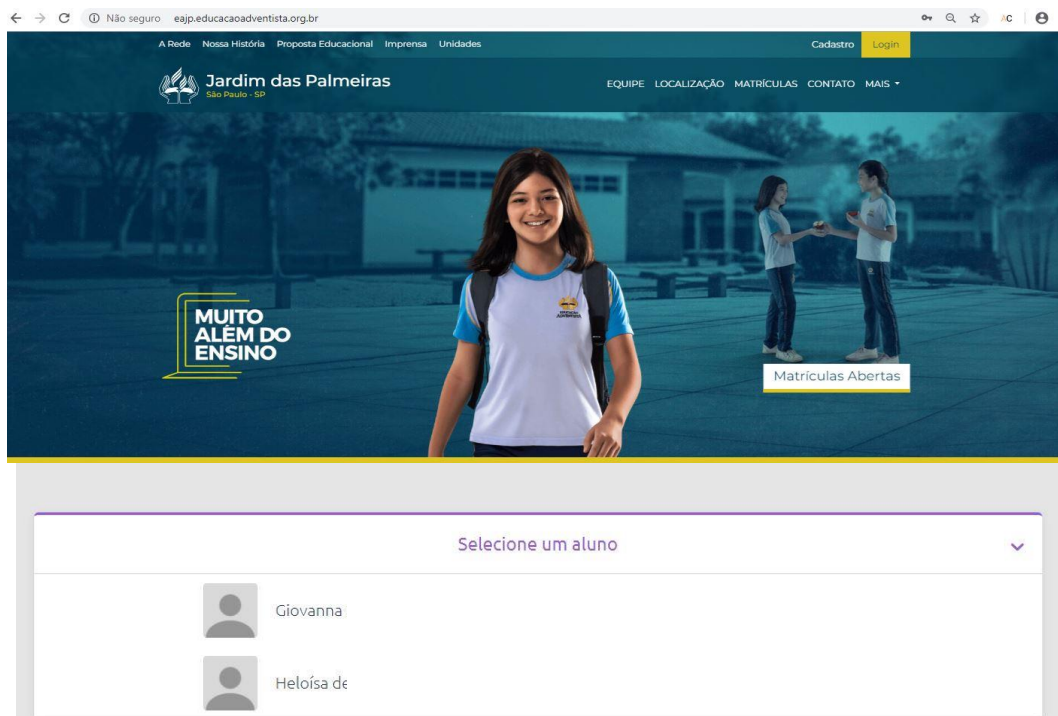 Não seguro eajp.educacaoadventista.org.br
A Rede Nossa História Proposta Educacional Imprensa Unidades Cadastro Login
Jardim das Palmeiras
São Paulo - SP
EQUIPE LOCALIZAÇÃO MATRÍCULAS CONTATO MAIS
MUITO
ALÉM DO
ENSINO
Matrículas Abertas
Selecione um aluno
Giovanna
Heloísa de